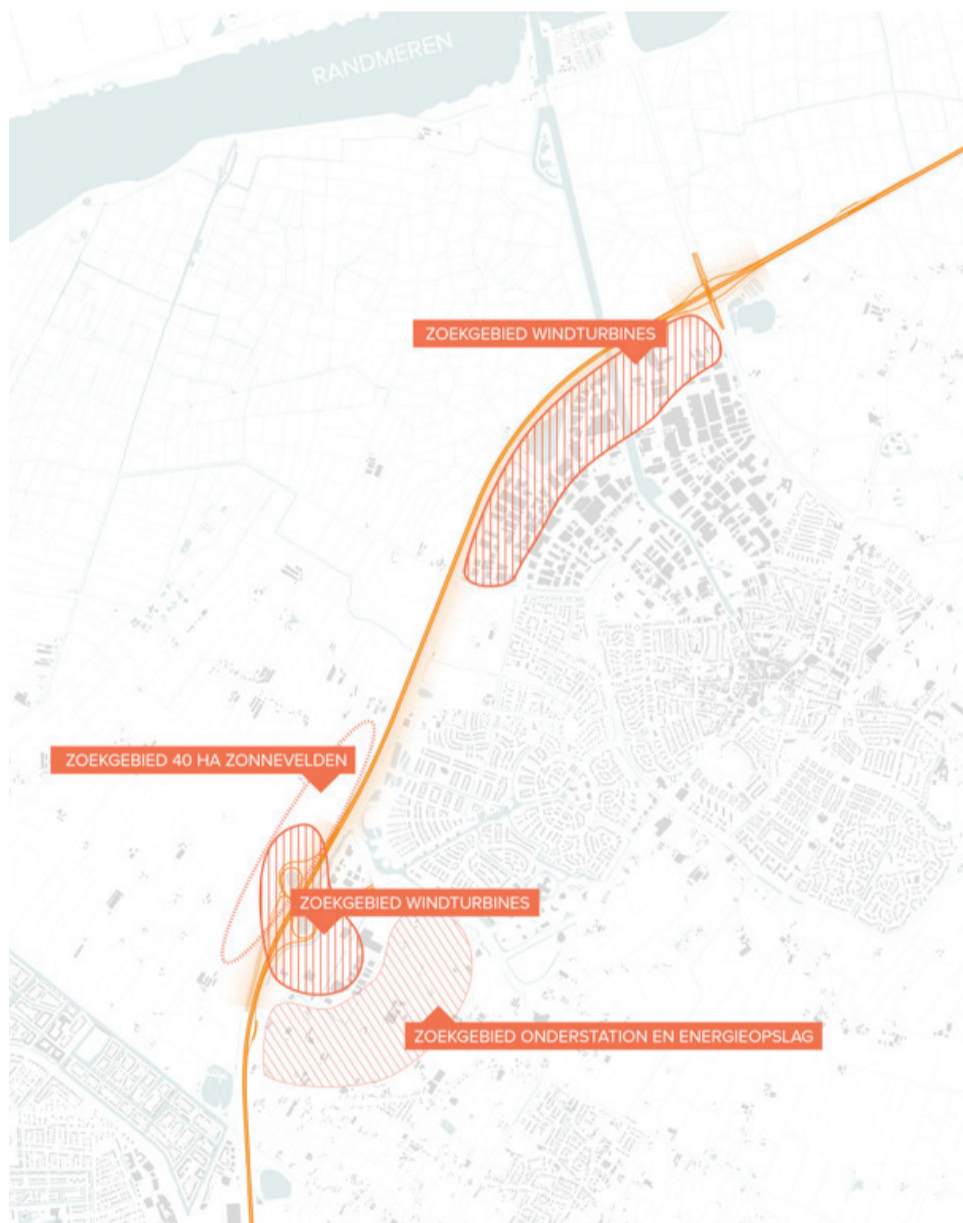 RANDMEREN
ZOEKGEBIED WINDTURBINES
ZOEKGEBIED 40 HA ZONNEVELDEN
ZOEKGEBIED WINDTURBINES
ZOEKGEBIED ONDERSTATION EN ENERGIEOPSLAG